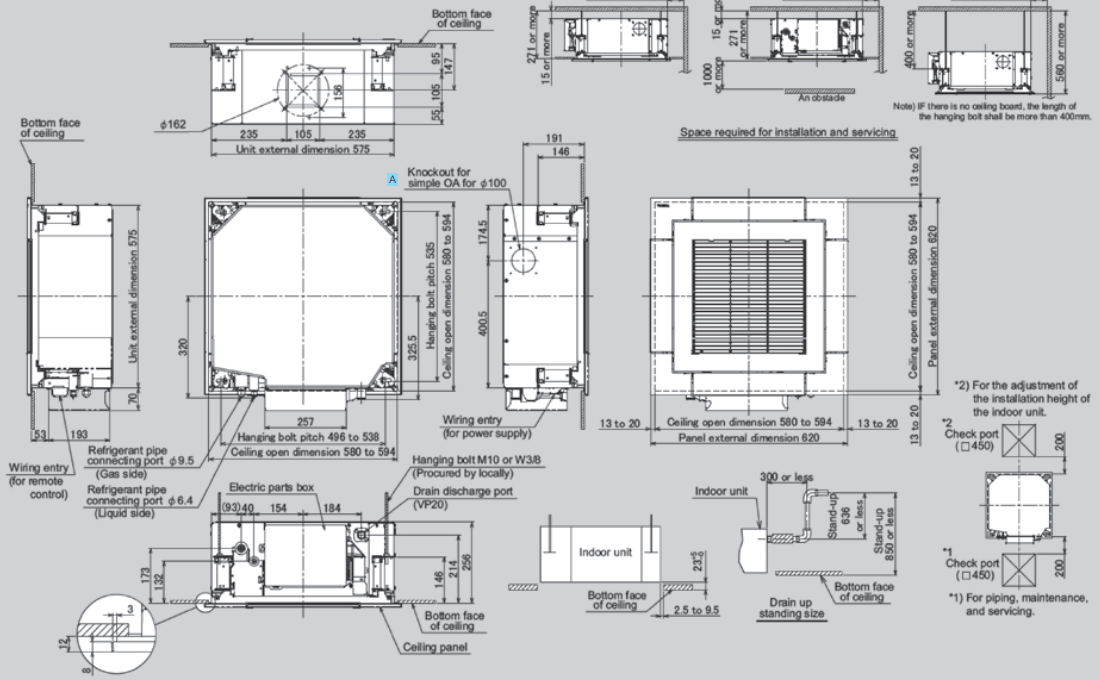 Bottom face
of ceiling
95
147
105
55
156
φ162
235
105
235
Unit external dimension 575
271 or more
15 or more
271
or more
1000
or more
An obstacle
400 or more
560 or more
Note) IF there is no ceiling board, the length of
the hanging bolt shall be more than 400mm.
Space required for installation and servicing
Bottom face
of ceiling
Unit external dimension 575
70
53
193
Wiring entry
(for remote
control)
A
Knockout for
simple OA for φ100
320
Hanging bolt pitch 535
Ceiling open dimension 580 to 594
325.5
257
Hanging bolt pitch 496 to 538
Ceiling open dimension 580 to 594
Refrigerant pipe
connecting port φ9.5
(Gas side)
Refrigerant pipe
connecting port φ6.4
(Liquid side)
191
146
174.5
400.5
Wiring entry
(for power supply)
13 to 20
Ceiling open dimension 580 to 594
Panel external dimension 620
13 to 20
13 to 20
Ceiling open dimension 580 to 594
13 to 20
Panel external dimension 620
*2) For the adjustment of
the installation height of
the indoor unit.
*2
Check port
(□450)
200
*1
Check port
(□450)
200
*1) For piping, maintenance,
and servicing.
Hanging bolt M10 or W3/8
(Procured by locally)
Electric parts box
Drain discharge port
(VP20)
(93)
40
154
184
173
132
146
214
256
3
12
8
Bottom face
of ceiling
Ceiling panel
Indoor unit
Bottom face
of ceiling
2.5 to 9.5
Indoor unit
300 or less
Stand-up
636
or less
Stand-up
850 or less
Bottom face
of ceiling
Drain up
standing size